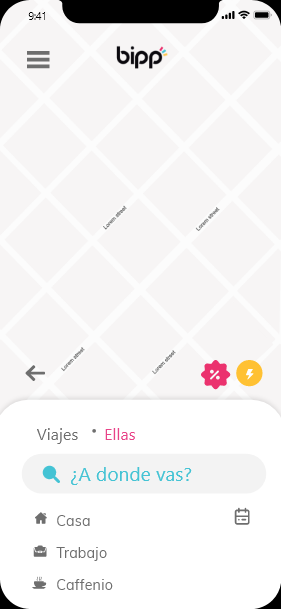 9:41
bipp
Lorem street
Lorem street
Lorem street
Lorem street
%
Viajes • Ellas
¿A donde vas?
Casa
Trabajo
Caffenio